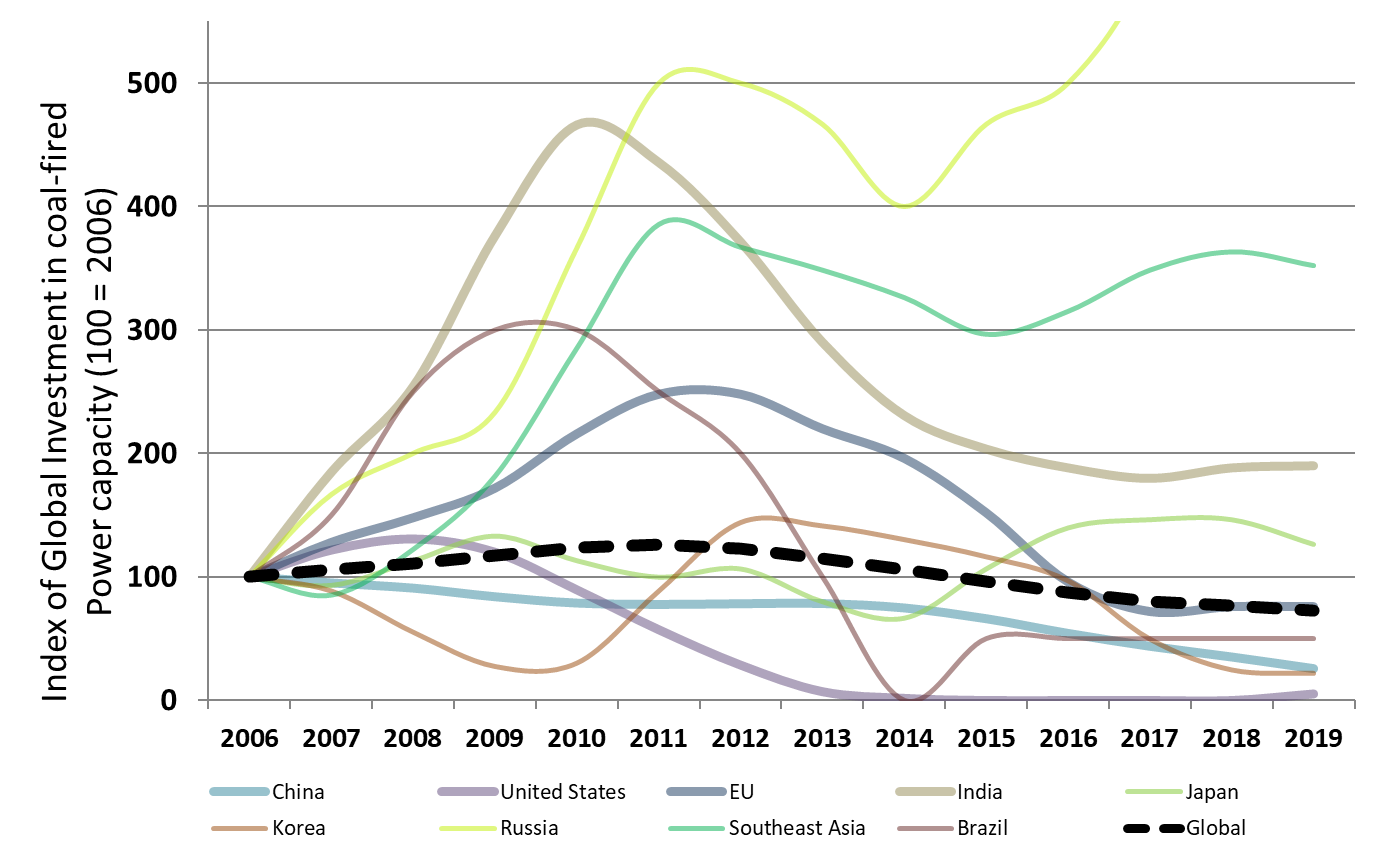 Index of Global Investment in coal-fired
Power capacity (100 = 2006)
500
400
300
200
100
0
2006 2007 2008 2009 2010 2011 2012 2013 2014 2015 2016 2017 2018 2019
China United States EU India Japan
Korea Russia Southeast Asia Brazil Global